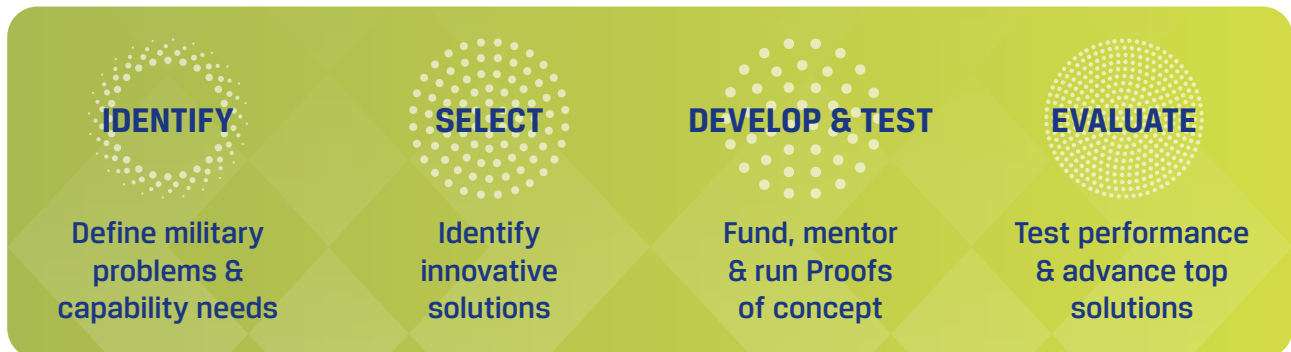 IDENTIFY
Define military
problems &
capability needs
SELECT
Identify
innovative
solutions
DEVELOP & TEST
Fund, mentor
& run Proofs
of concept
EVALUATE
Test performance
& advance top
solutions